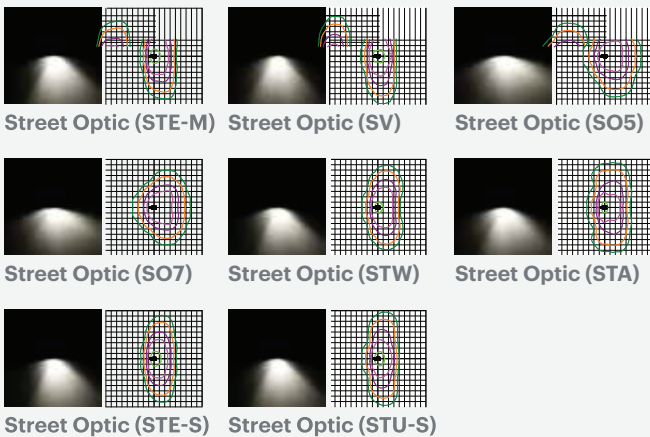 Street Optic (STE-M)
Street Optic (SV)
Street Optic (SO5)
Street Optic (SO7)
Street Optic (STW)
Street Optic (STA)
Street Optic (STE-S)
Street Optic (STU-S)